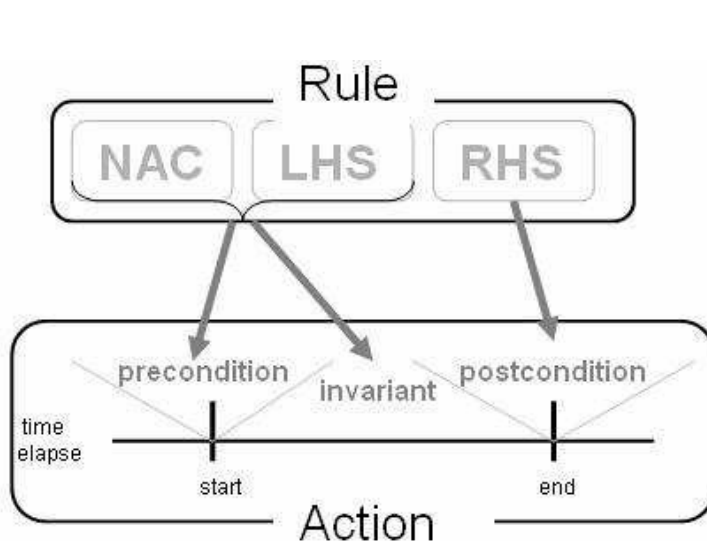 Rule
NAC LHS RHS
precondition invariant postcondition
time
elapse
start end
Action